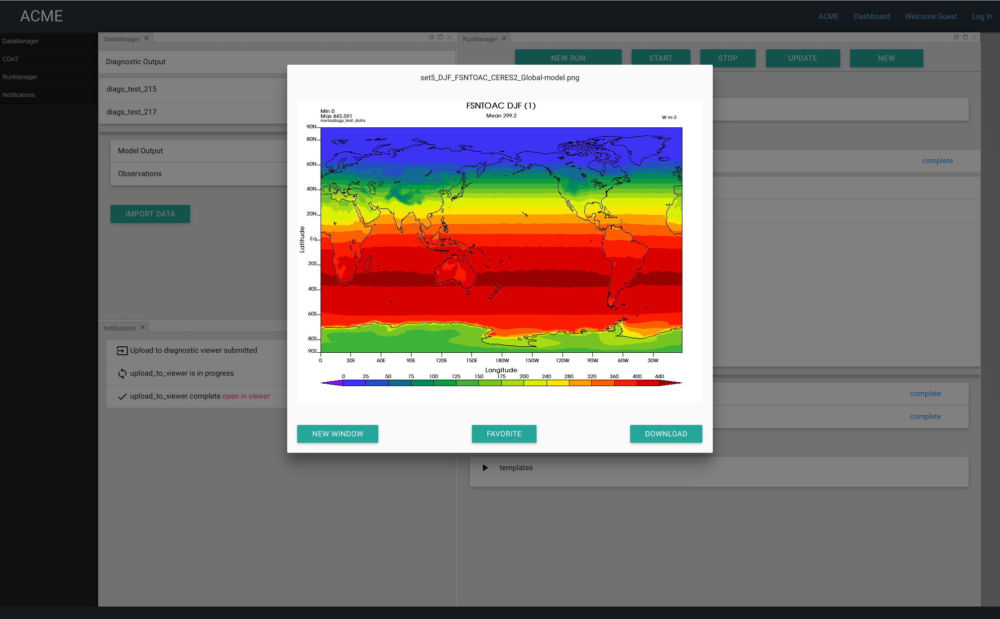 ACME
ACME Dashboard Welcome Guest Log In
DataManager
CDAT
RunManager
Notifications
DataManager
Diagnostic Output
diags_test_215
diags_test_217
Model Output
Observations
IMPORT DATA
Notifications
Upload to diagnostic viewer submitted
upload_to_viewer is in progress
upload_to_viewer complete open in viewer
RunManager
NEW RUN START STOP UPDATE NEW
complete
complete
complete
templates
set5_DJF_FSNTOAC_CERES2_Global-model.png
FSNTOAC DJF (1)
Min 0
Max 443.591
Mean 299.2
metadiags_test_data
W m-2
90N
80N
60N
40N
20N
Eq
20S
40S
60S
80S
90S
Latitude
0 30E 60E 90E 120E 150E 180W 150W 120W 90W 60W 30W
Longitude
0 25 50 75 100 125 150 175 200 240 280 320 360 400 440
NEW WINDOW FAVORITE DOWNLOAD